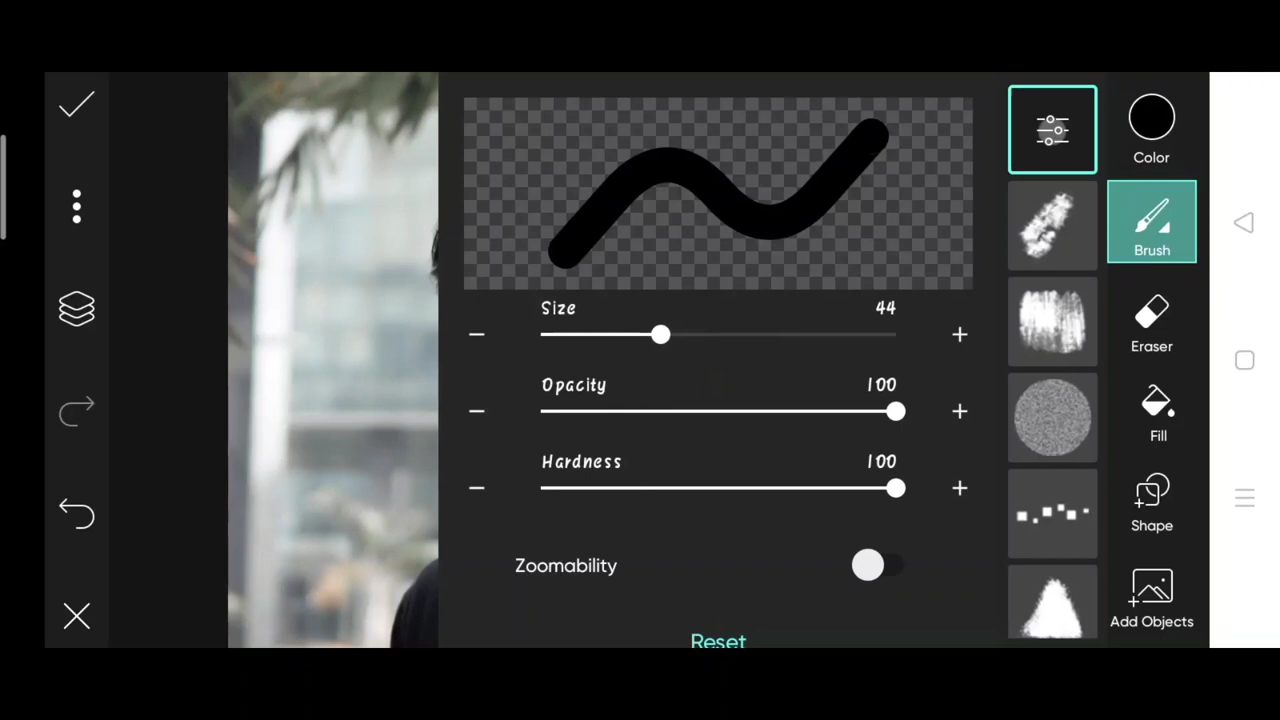 Size 44
Opacity 100
Hardness 100
Zoomability
Reset
Color
Brush
Eraser
Fill
Shape
Add Objects